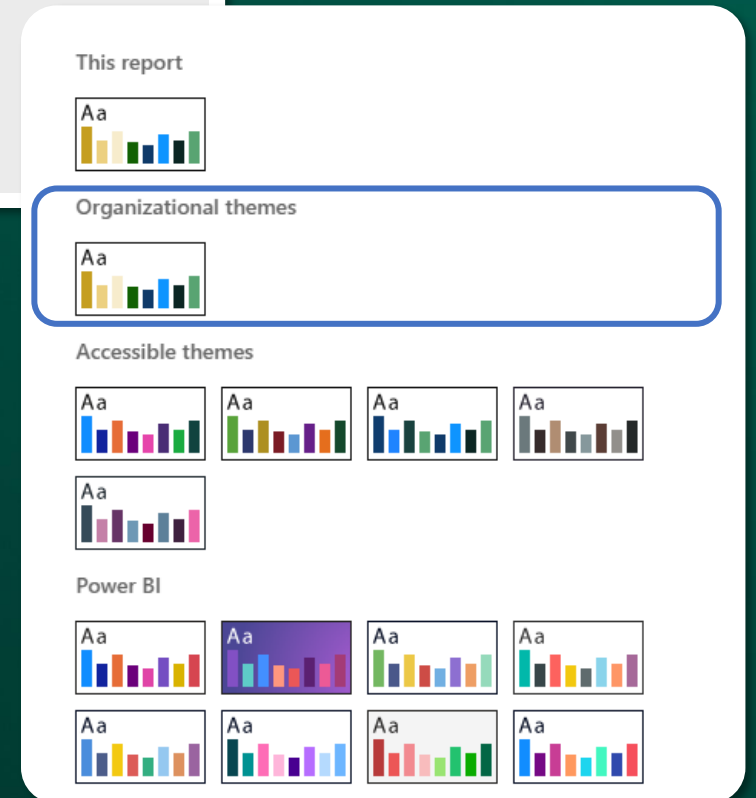 This report
Aa
Organizational themes
Aa
Accessible themes
Aa Aa Aa Aa
Aa
Power BI
Aa Aa Aa Aa
Aa Aa Aa Aa